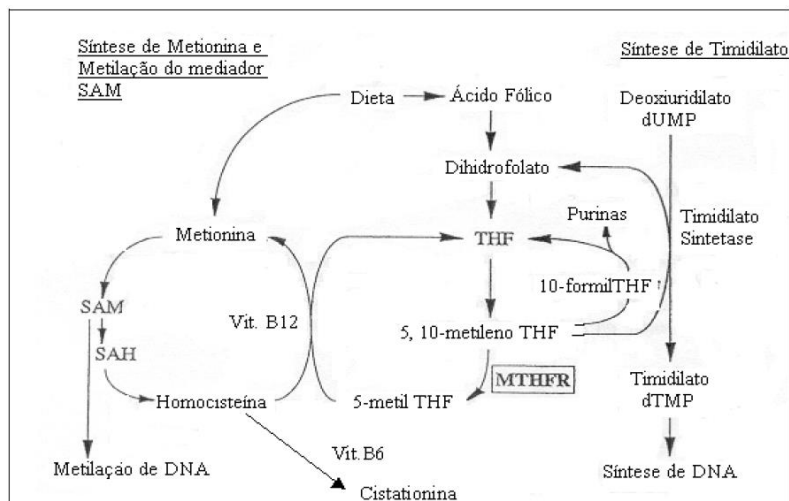 Síntese de Metionina e
Metilação do mediador
SAM
Síntese de Timidilato
Dieta
Ácido Fólico
Deoxiuridilato
dUMP
Dihidrofolato
Purinas
Timidilato
Sintetase
Metionina
THF
10-formilTHF
SAM
Vit. B12
SAH
5, 10-metileno THF
MTHFR
Homocisteína
5-metil THF
Timidilato
dTMP
Vit.B6
Metilação de DNA
Cistationina
Síntese de DNA